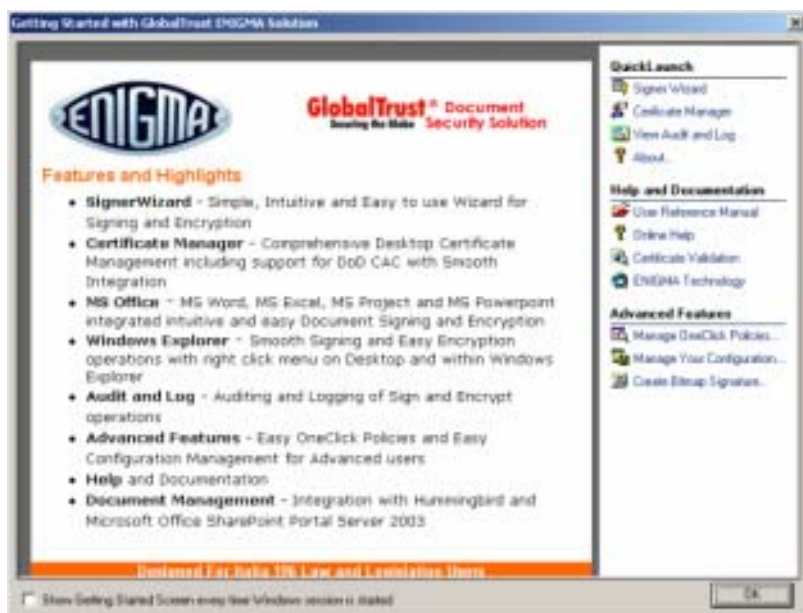 Getting Started with GlobalTrust ENIGMA Solution
ENIGMA
GlobalTrust® Document
Securing the Globe Security Solution
Features and Highlights
• SignerWizard - Simple, Intuitive and Easy to use Wizard for
Signing and Encryption
• Certificate Manager - Comprehensive Desktop Certificate
Management including support for DoD CAC with Smooth
Integration
• MS Office - MS Word, MS Excel, MS Project and MS Powerpoint
integrated intuitive and easy Document Signing and Encryption
• Windows Explorer - Smooth Signing and Easy Encryption
operations with right click menu on Desktop and within Windows
Explorer
• Audit and Log - Auditing and Logging of Sign and Encrypt
operations
• Advanced Features - Easy OneClick Policies and Easy
Configuration Management for Advanced users
• Help and Documentation
• Document Management - Integration with Hummingbird and
Microsoft Office SharePoint Portal Server 2003
Designed For Italia 196 Law and Legislative Users
QuickLaunch
Signer Wizard
Certificate Manager
View Audit and Log
About...
Help and Documentation
User Reference Manual
Online Help
Certificate Validation
ENIGMA Technology
Advanced Features
Manage OneClick Policies...
Manage Your Configuration...
Create Bitmap Signature...
Show Getting Started Screen every time Windows session is started
OK